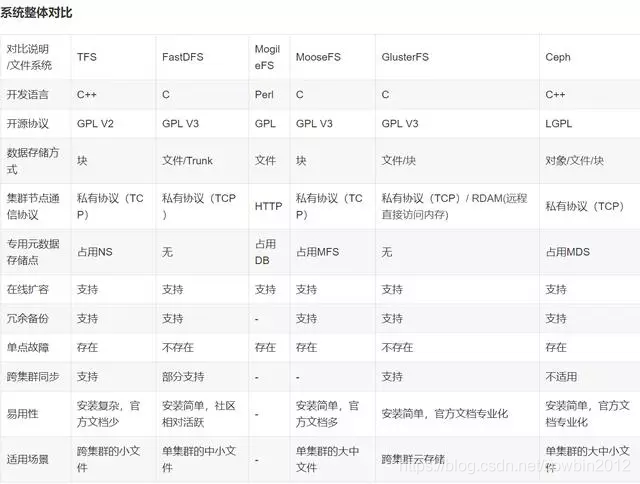 系统整体对比
对比说明 TFS FastDFS Mogil MooseFS GlusterFS Ceph
/文件系统 eFS
开发语言 C++ C Perl C C C++
开源协议 GPL V2 GPL V3 GPL GPL V3 GPL V3 LGPL
数据存储方 块 文件/Trunk 文件 块 文件/块 对象/文件/块
式
集群节点通 私有协议（TC 私有协议（TCP HTTP 私有协议（TC 私有协议（TCP）/ RDAM(远程 私有协议（TCP）
信协议 P） ） P） 直接访问内存)
专用元数据 占用NS 无 占用 占用MFS 无 占用MDS
存储点 DB
在线扩容 支持 支持 支持 支持 支持 支持
冗余备份 支持 支持 - 支持 支持 支持
单点故障 存在 不存在 存在 存在 不存在 存在
跨集群同步 支持 部分支持 - - 支持 不适用
易用性 安装复杂，官 安装简单，社区 - 安装简单，官 安装简单，官方文档专业化 安装简单，官方文
方文档少 相对活跃 方文档多 档专业化
适用场景 跨集群的小文 单集群的中小文 - 单集群的大中 跨集群云存储 单集群的大中小文
件 件 文件 件